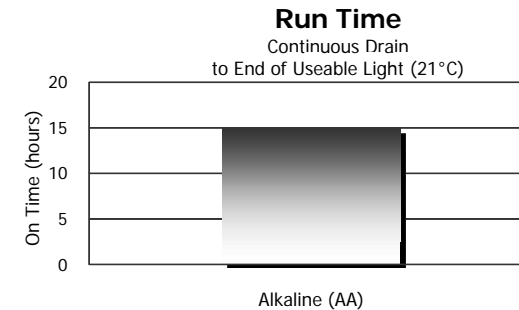 Run Time
Continuous Drain
to End of Useable Light (21°C)
20
15
10
5
0
On Time (hours)
Alkaline (AA)